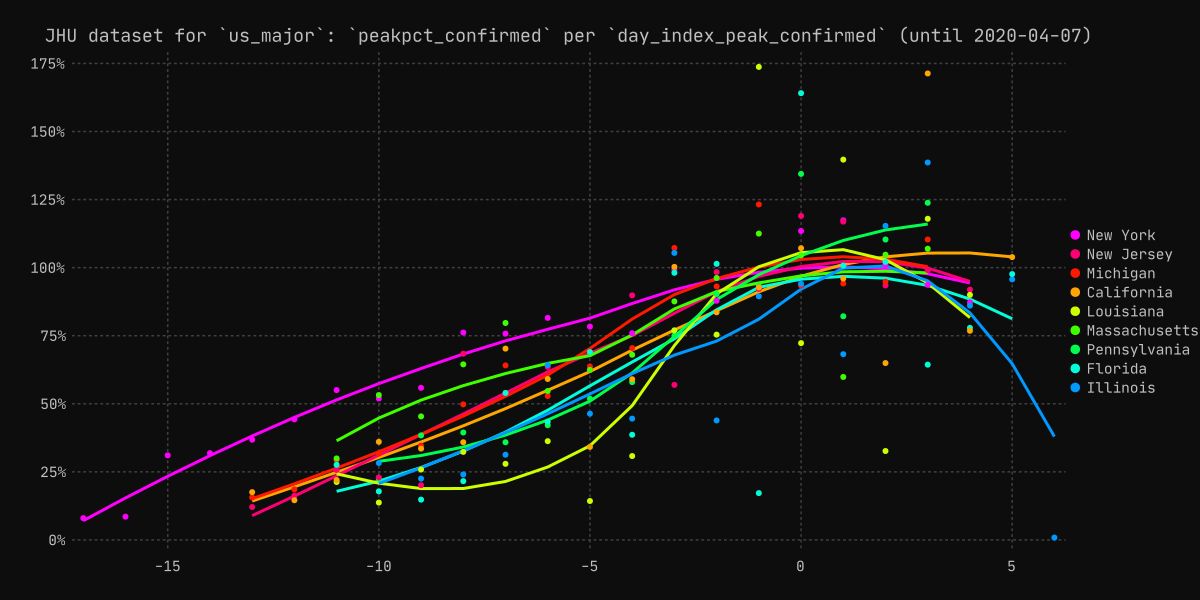 JHU dataset for `us_major`: `peakpct_confirmed` per `day_index_peak_confirmed` (until 2020-04-07)
175%
150%
125%
100%
75%
50%
25%
0%
-15
-10
-5
0
5
New York
New Jersey
Michigan
California
Louisiana
Massachusetts
Pennsylvania
Florida
Illinois